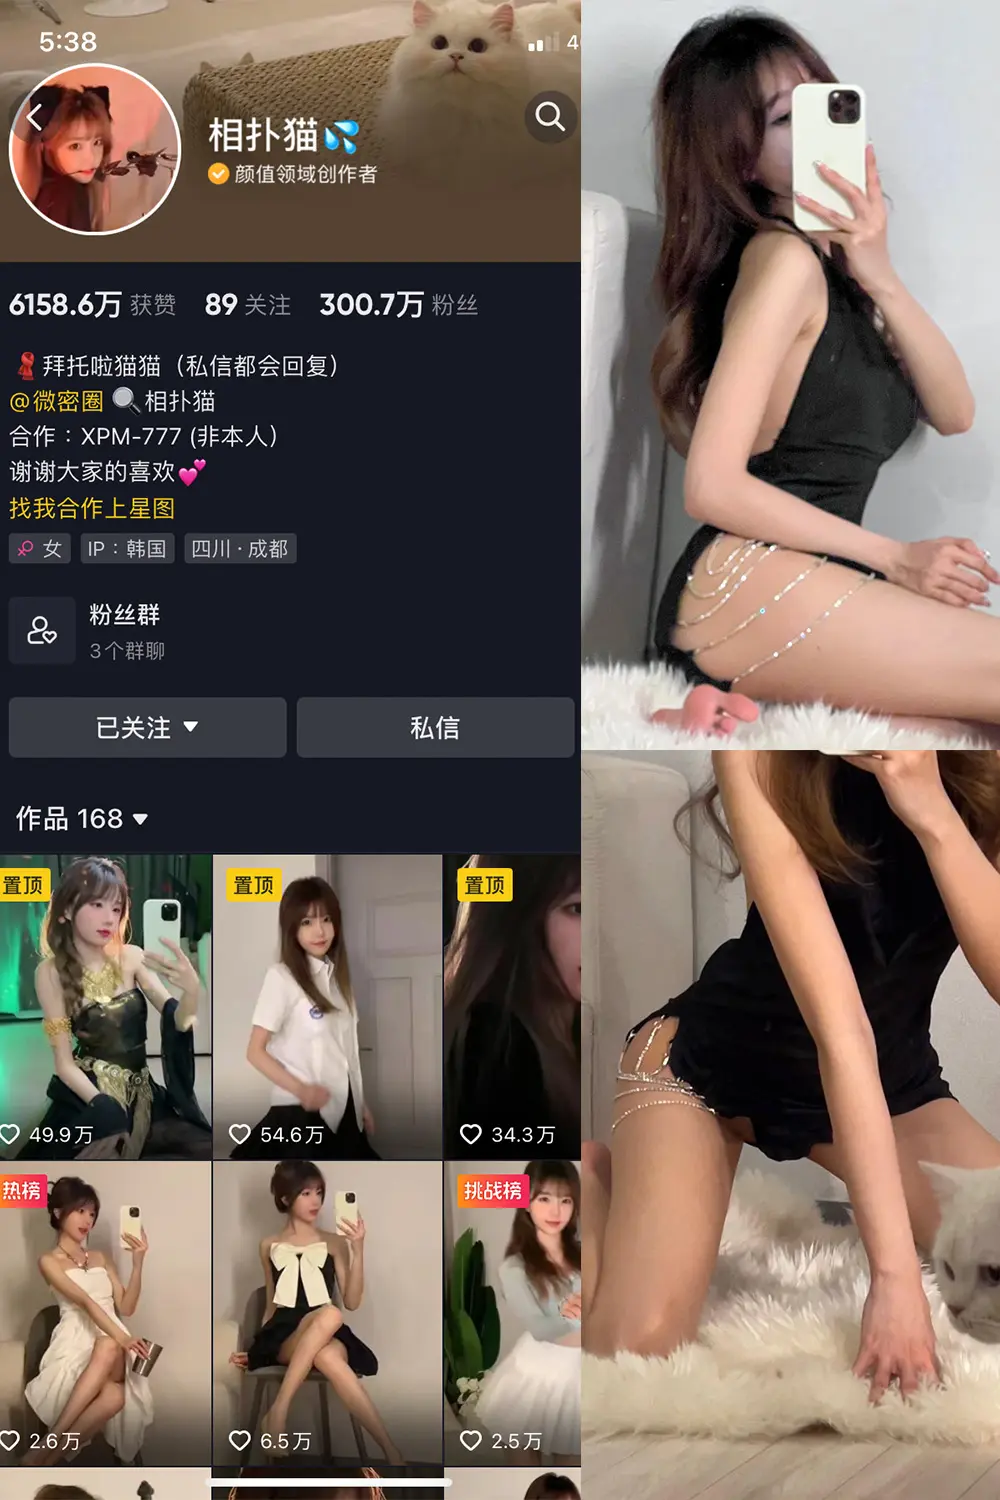 5:38
4
相扑猫💦
颜值领域创作者
6158.6万 获赞 89 关注 300.7万 粉丝
🧣拜托啦猫猫（私信都会回复）
@微密圈 🔍相扑猫
合作：XPM-777 (非本人）
谢谢大家的喜欢💕
找我合作上星图
女 IP：韩国 四川·成都
粉丝群
3个群聊
已关注 私信
作品 168
置顶 置顶 置顶
49.9万 54.6万 34.3万
热榜 挑战榜
2.6万 6.5万 2.5万